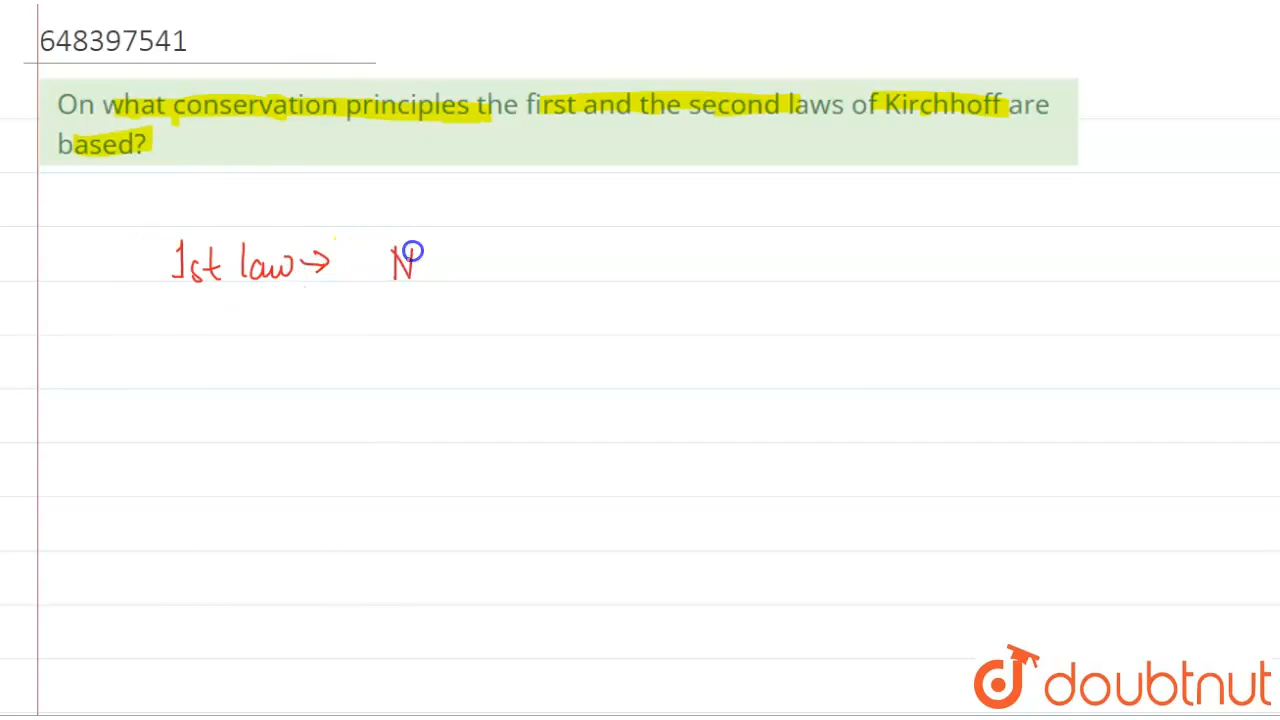 648397541
On what conservation principles the first and the second laws of Kirchhoff are
based?
1st law → N
doubtnut